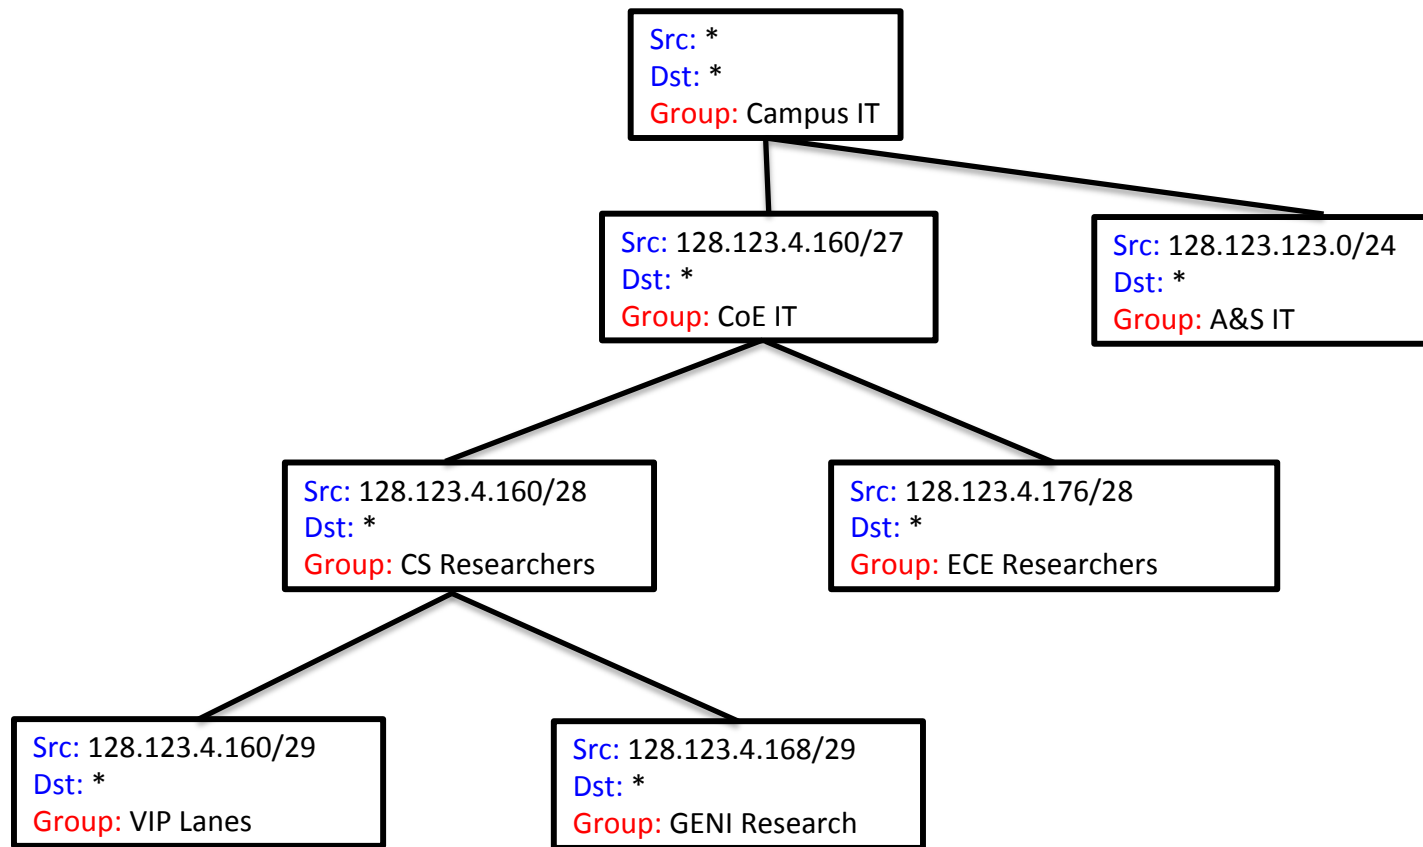 Src: *
Dst: *
Group: Campus IT
Src: 128.123.4.160/27
Dst: *
Group: CoE IT
Src: 128.123.123.0/24
Dst: *
Group: A&S IT
Src: 128.123.4.160/28
Dst: *
Group: CS Researchers
Src: 128.123.4.176/28
Dst: *
Group: ECE Researchers
Src: 128.123.4.160/29
Dst: *
Group: VIP Lanes
Src: 128.123.4.168/29
Dst: *
Group: GENI Research